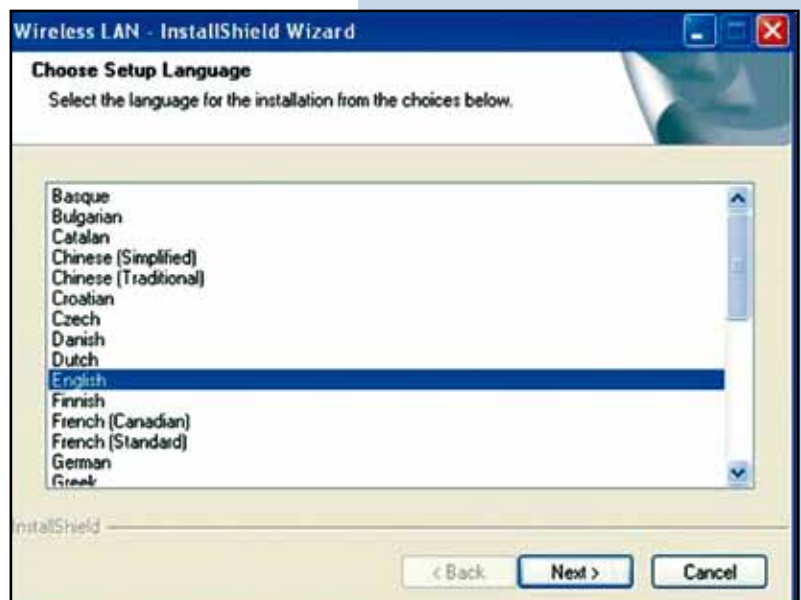 Wireless LAN - InstallShield Wizard
Choose Setup Language
Select the language for the installation from the choices below.
Basque
Bulgarian
Catalan
Chinese (Simplified)
Chinese (Traditional)
Croatian
Czech
Danish
Dutch
English
Finnish
French (Canadian)
French (Standard)
German
Greek
InstallShield
< Back
Next >
Cancel